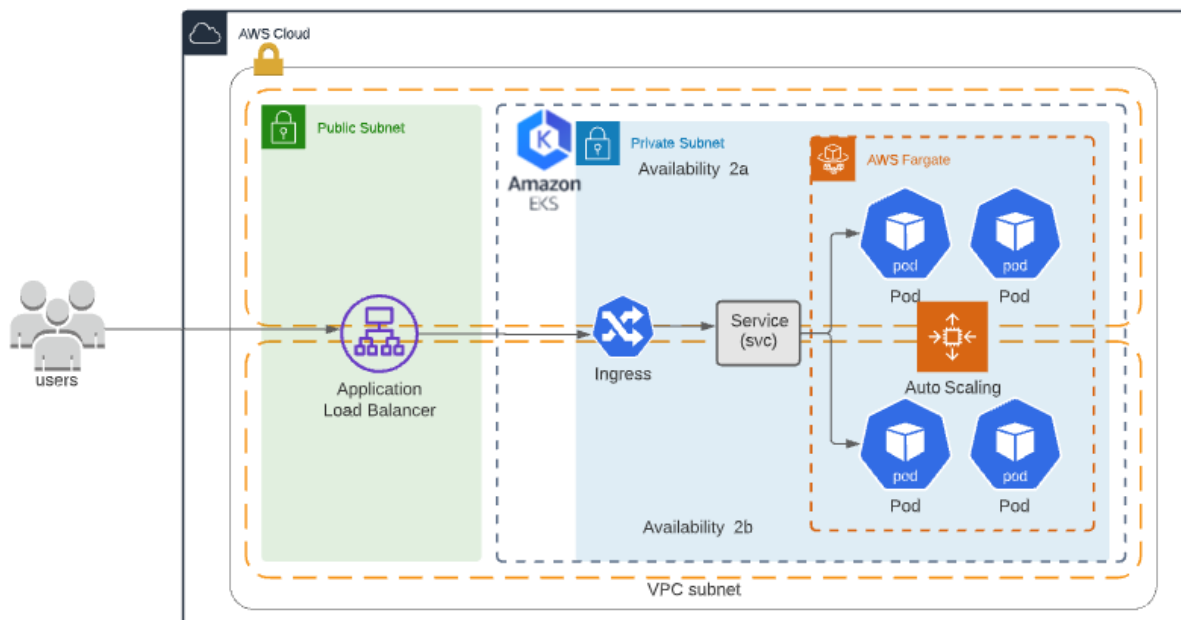 AWS Cloud
Public Subnet
Amazon
EKS
Private Subnet
Availability 2a
AWS Fargate
pod
Pod
pod
Pod
users
Application
Load Balancer
Ingress
Service
(svc)
Auto Scaling
pod
Pod
pod
Pod
Availability 2b
VPC subnet